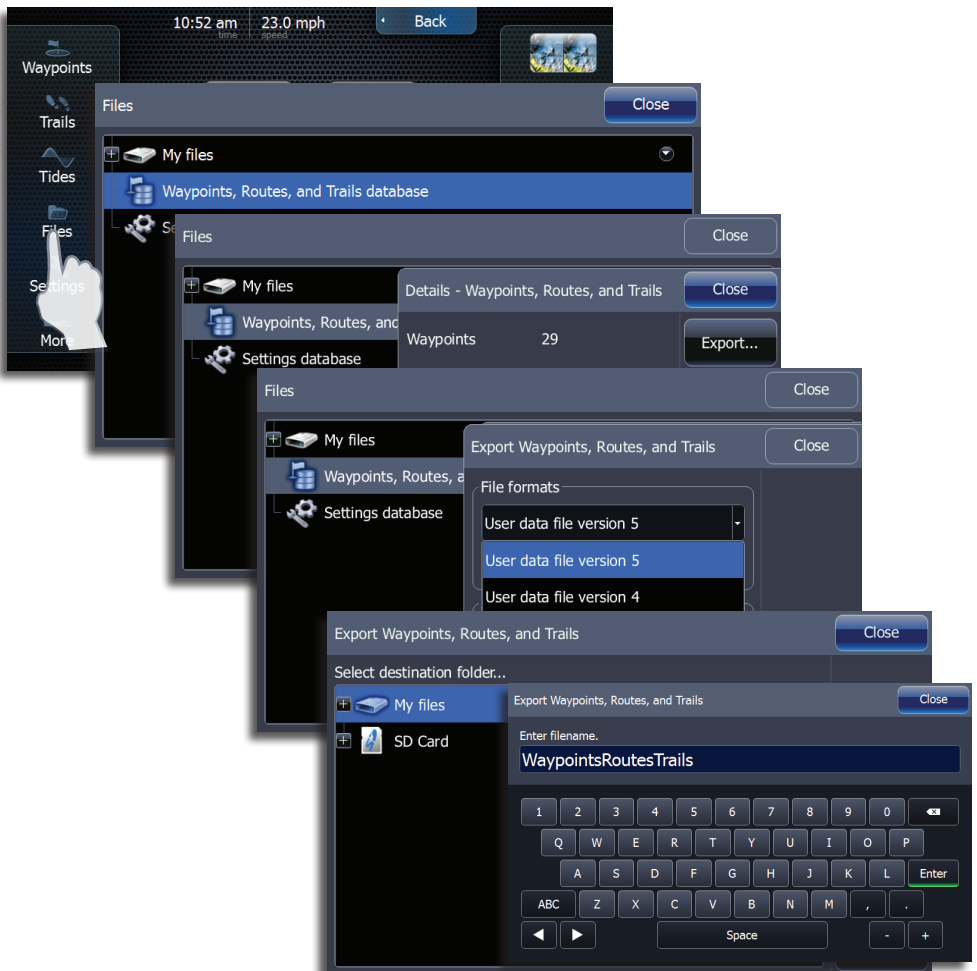 10:52 am
time
23.0 mph
speed
Back
Waypoints
Trails
Tides
Files
Settings
More
Files
Close
My files
Waypoints, Routes, and Trails database
Se
Files
Close
My files
Waypoints, Routes, and
Settings database
Details - Waypoints, Routes, and Trails
Close
Waypoints 29
Export...
Files
Close
My files
Waypoints, Routes, a
Settings database
Export Waypoints, Routes, and Trails
Close
File formats
User data file version 5
User data file version 5
User data file version 4
Export Waypoints, Routes, and Trails
Close
Select destination folder...
My files
SD Card
Export Waypoints, Routes, and Trails
Close
Enter filename.
WaypointsRoutesTrails
1 2 3 4 5 6 7 8 9 0
Q W E R T Y U I O P
A S D F G H J K L Enter
ABC Z X C V B N M , .
Space - +